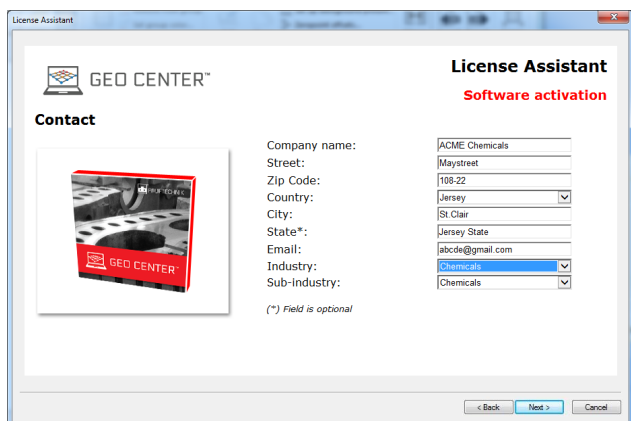 License Assistant
GEO CENTER™
License Assistant
Software activation
Contact
PRUFTECHNIK
GEO CENTER™
Company name: ACME Chemicals
Street: Maystreet
Zip Code: 108-22
Country: Jersey
City: St.Clair
State*: Jersey State
Email: abcde@gmail.com
Industry: Chemicals
Sub-industry: Chemicals
(*) Field is optional
< Back Next > Cancel